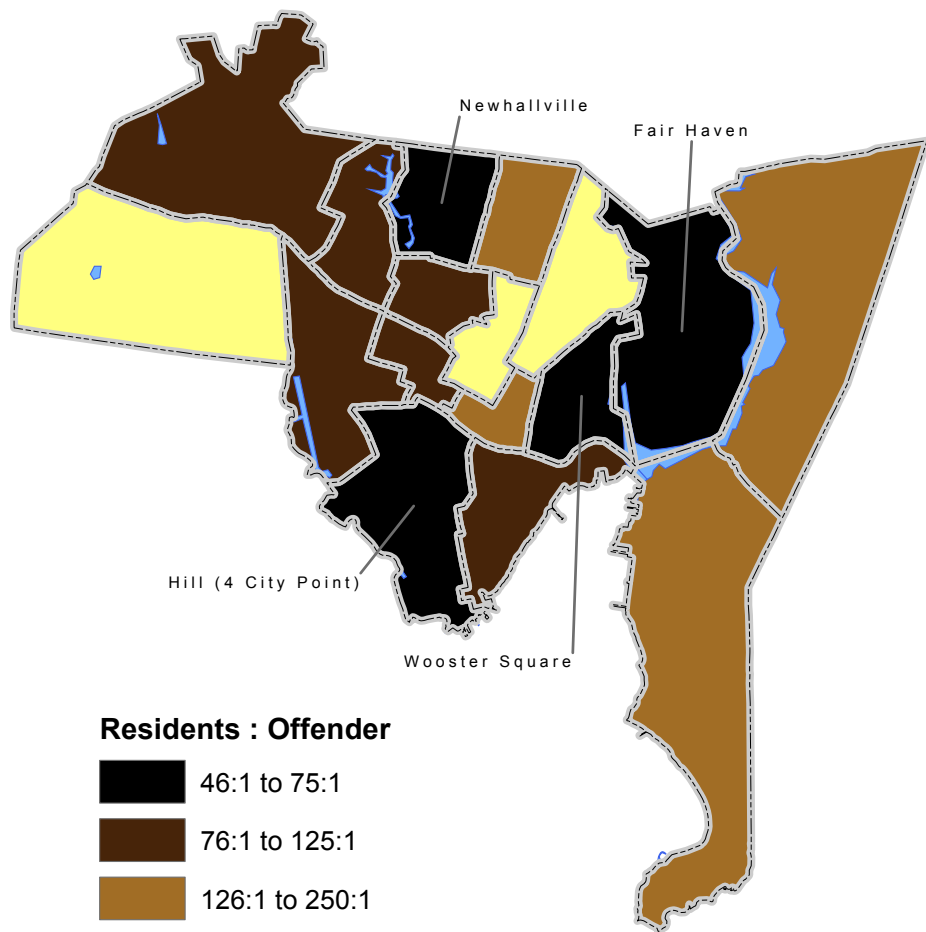 Newhallville
Fair Haven
Hill (4 City Point)
Wooster Square
Residents : Offender
46:1 to 75:1
76:1 to 125:1
126:1 to 250:1